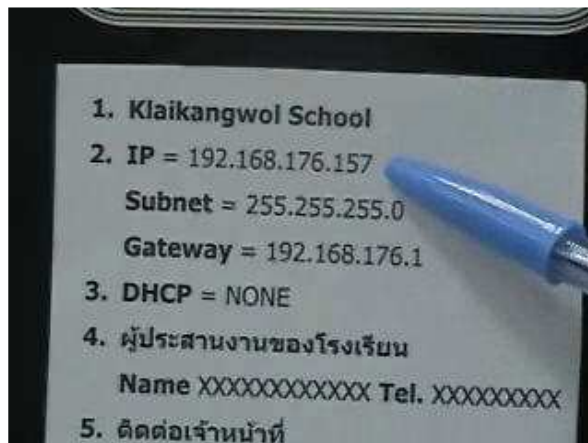 1. Klaikangwol School
2. IP = 192.168.176.157
Subnet = 255.255.255.0
Gateway = 192.168.176.1
3. DHCP = NONE
4. ผู้ประสานงานของโรงเรียน
Name XXXXXXXXXXXX Tel. XXXXXXXXX
5. ติดต่อเจ้าหน้าที่